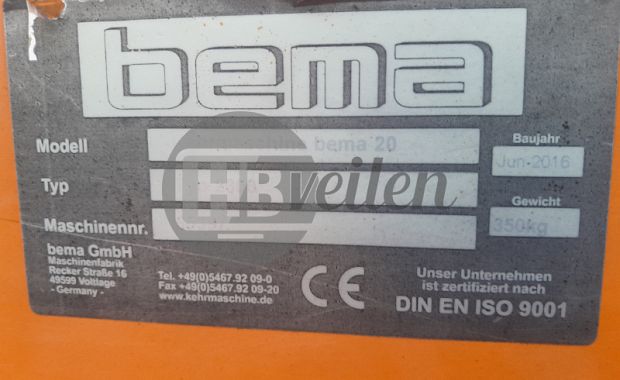 bema
Modell bema 20
Baujahr
Jun-2016
Typ
HB veilen
Gewicht
350kg
Maschinennr.
bema GmbH
Maschinenfabrik
Recker Straße 16
49599 Voltlage
- Germany -
Tel. +49(0)5467.92 09-0
Fax +49(0)5467.92 09-20
www.kehrmaschine.de
CE
Unser Unternehmen
ist zertifiziert nach
DIN EN ISO 9001